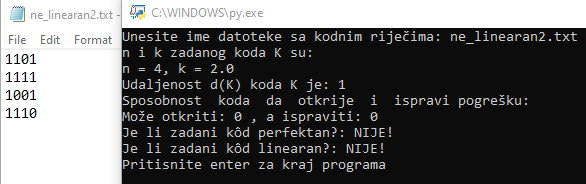 ne_linearan2.txt -
File Edit Format
1101
1111
1001
1110
C:\WINDOWS\py.exe
Unesite ime datoteke sa kodnim riječima: ne_linearan2.txt
n i k zadanog koda K su:
n = 4, k = 2.0
Udaljenost d(K) koda K je: 1
Sposobnost koda da otkrije i ispravi pogrešku:
Može otkriti: 0 , a ispraviti: 0
Je li zadani kôd perfektan?: NIJE!
Je li zadani kôd linearan?: NIJE!
Pritisnite enter za kraj programa